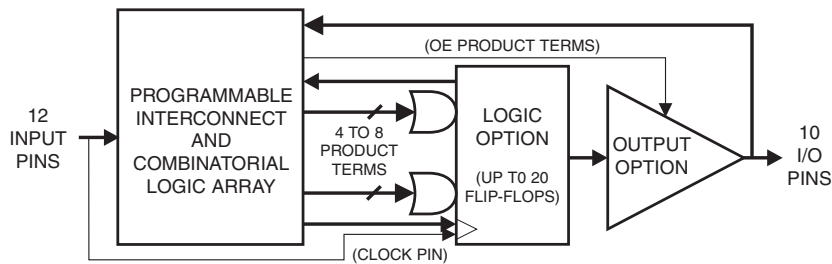 (OE PRODUCT TERMS)
12
INPUT
PINS
PROGRAMMABLE
INTERCONNECT
AND
COMBINATORIAL
LOGIC ARRAY
4 TO 8
PRODUCT
TERMS
LOGIC
OPTION
(UP T0 20
FLIP-FLOPS)
OUTPUT
OPTION
10
I/O
PINS
(CLOCK PIN)